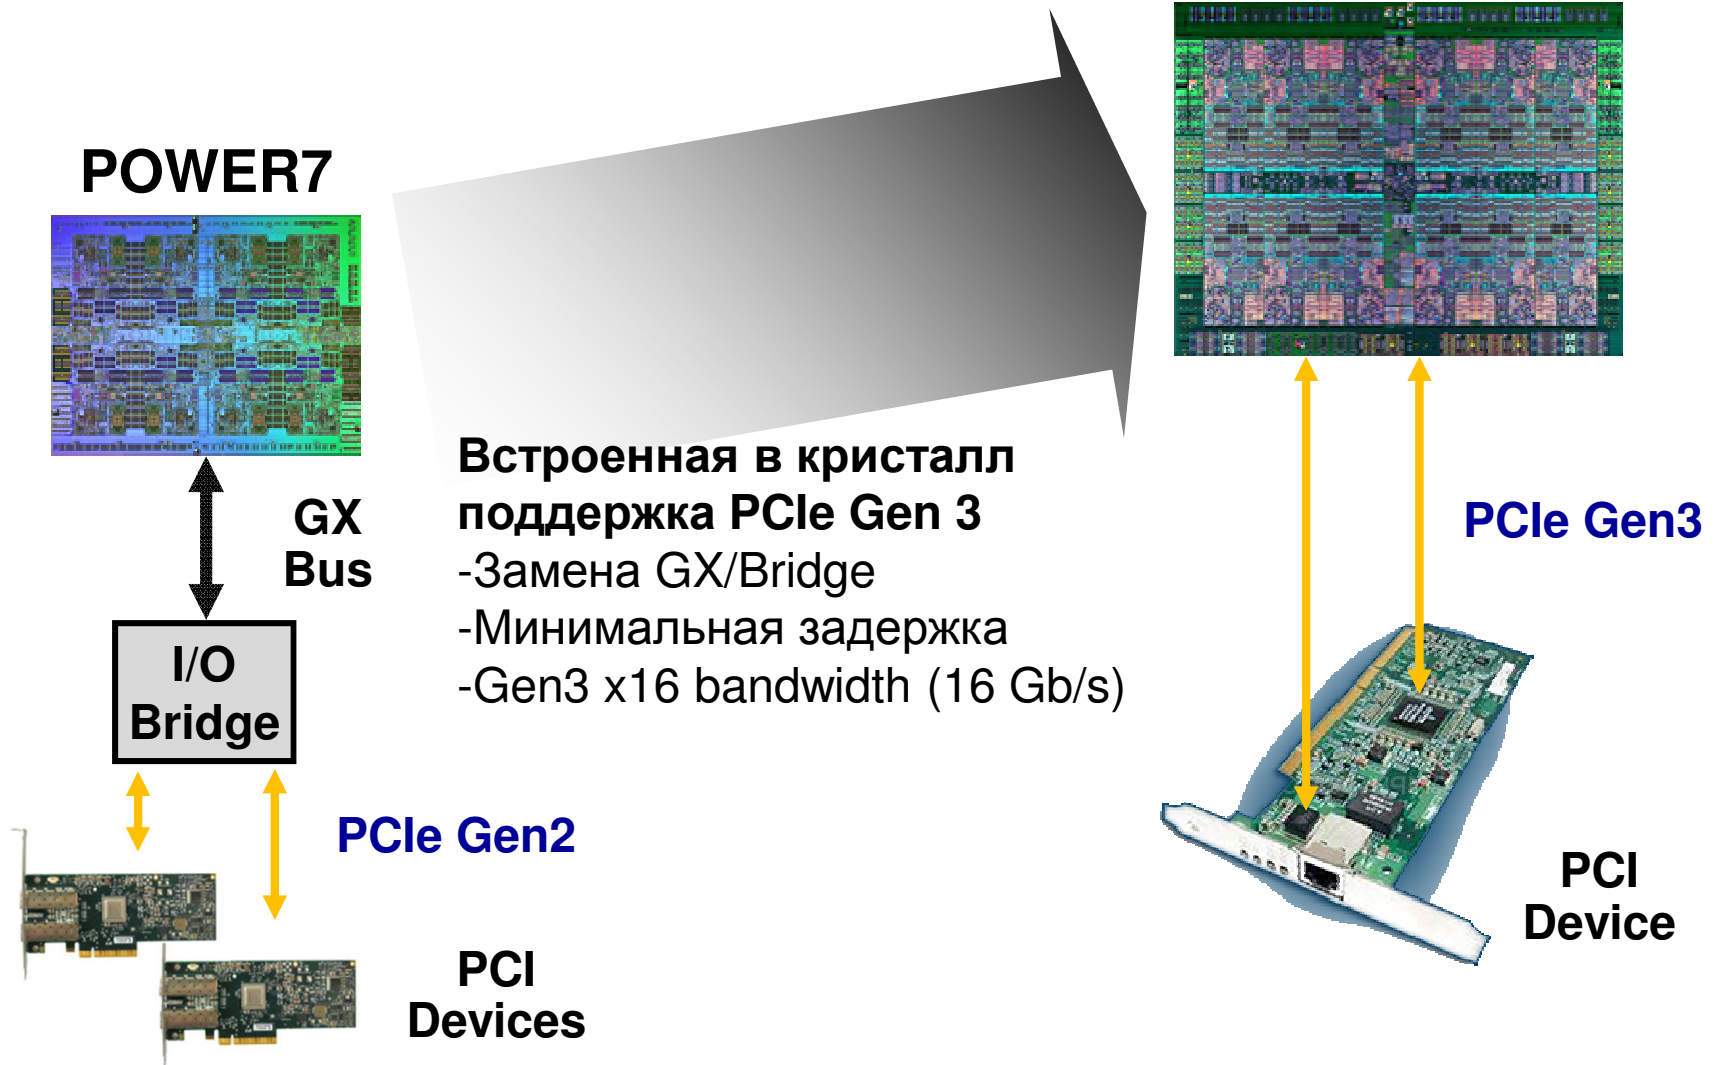 POWER7
GX
Bus
I/O
Bridge
PCIe Gen2
PCI
Devices
Встроенная в кристалл
поддержка PCIe Gen 3
-Замена GX/Bridge
-Минимальная задержка
-Gen3 x16 bandwidth (16 Gb/s)
PCIe Gen3
PCI
Device